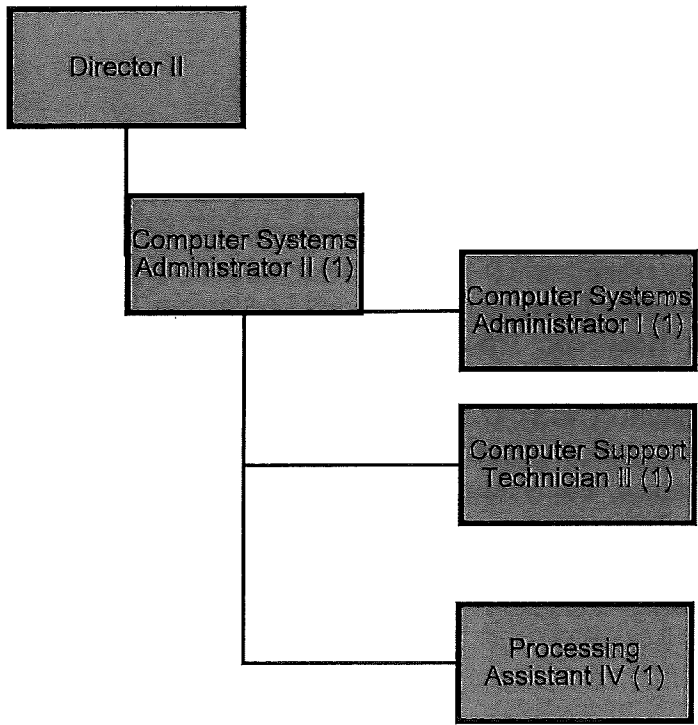 Director II
Computer Systems
Administrator II (1)
Computer Systems
Administrator I (1)
Computer Support
Technician III (1)
Processing
Assistant IV (1)